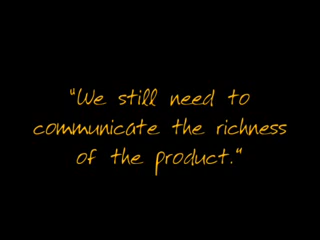 "We still need to
communicate the richness
of the product."